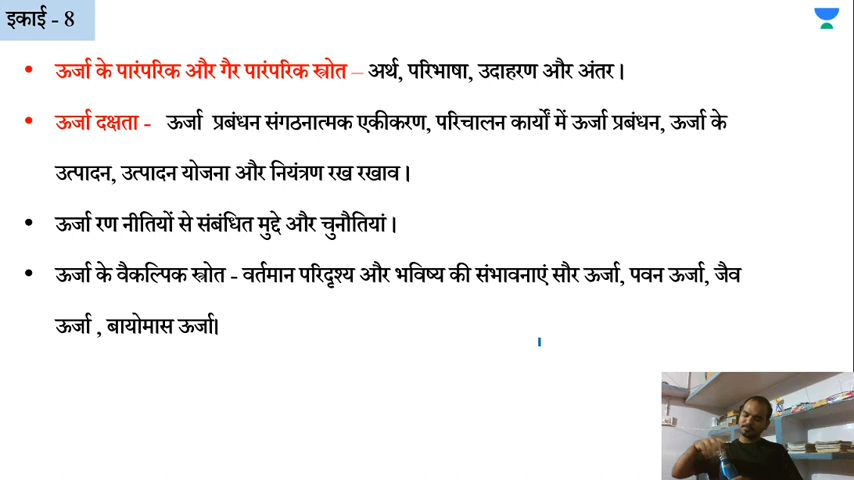 इकाई - 8
• ऊर्जा के पारंपरिक और गैर पारंपरिक स्त्रोत – अर्थ, परिभाषा, उदाहरण और अंतर ।
• ऊर्जा दक्षता - ऊर्जा प्रबंधन संगठनात्मक एकीकरण, परिचालन कार्यों में ऊर्जा प्रबंधन, ऊर्जा के
उत्पादन, उत्पादन योजना और नियंत्रण रख रखाव ।
• ऊर्जा रण नीतियों से संबंधित मुद्दे और चुनौतियां ।
• ऊर्जा के वैकल्पिक स्त्रोत - वर्तमान परिदृश्य और भविष्य की संभावनाएं सौर ऊर्जा, पवन ऊर्जा, जैव
ऊर्जा , बायोमास ऊर्जा।